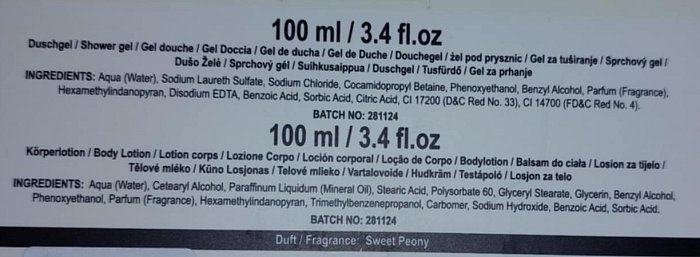 100 ml / 3.4 fl.oz
Duschgel / Shower gel / Gel douche / Gel Doccia / Gel de ducha / Gel de Duche / Douchegel / żel pod prysznic / Gel za tuširanje / Sprchový gel /
Dušo Želė / Sprchový gél / Suihkusaippua / Duschgel / Tusfürdő / Gel za prhanje
INGREDIENTS: Aqua (Water), Sodium Laureth Sulfate, Sodium Chloride, Cocamidopropyl Betaine, Phenoxyethanol, Benzyl Alcohol, Parfum (Fragrance),
Hexamethylindanopyran, Disodium EDTA, Benzoic Acid, Sorbic Acid, Citric Acid, CI 17200 (D&C Red No. 33), CI 14700 (FD&C Red No. 4).
BATCH NO: 281124
100 ml / 3.4 fl.oz
Körperlotion / Body Lotion / Lotion corps / Lozione Corpo / Loción corporal / Loção de Corpo / Bodylotion / Balsam do ciała / Losion za tijelo /
Tělové mléko / Kūno Losjonas / Telové mlieko / Vartalovoide / Hudkräm / Testápoló / Losjon za telo
INGREDIENTS: Aqua (Water), Cetearyl Alcohol, Paraffinum Liquidum (Mineral Oil), Stearic Acid, Polysorbate 60, Glyceryl Stearate, Glycerin, Benzyl Alcohol,
Phenoxyethanol, Parfum (Fragrance), Hexamethylindanopyran, Trimethylbenzenepropanol, Carbomer, Sodium Hydroxide, Benzoic Acid, Sorbic Acid.
BATCH NO: 281124
Duft / Fragrance: Sweet Peony